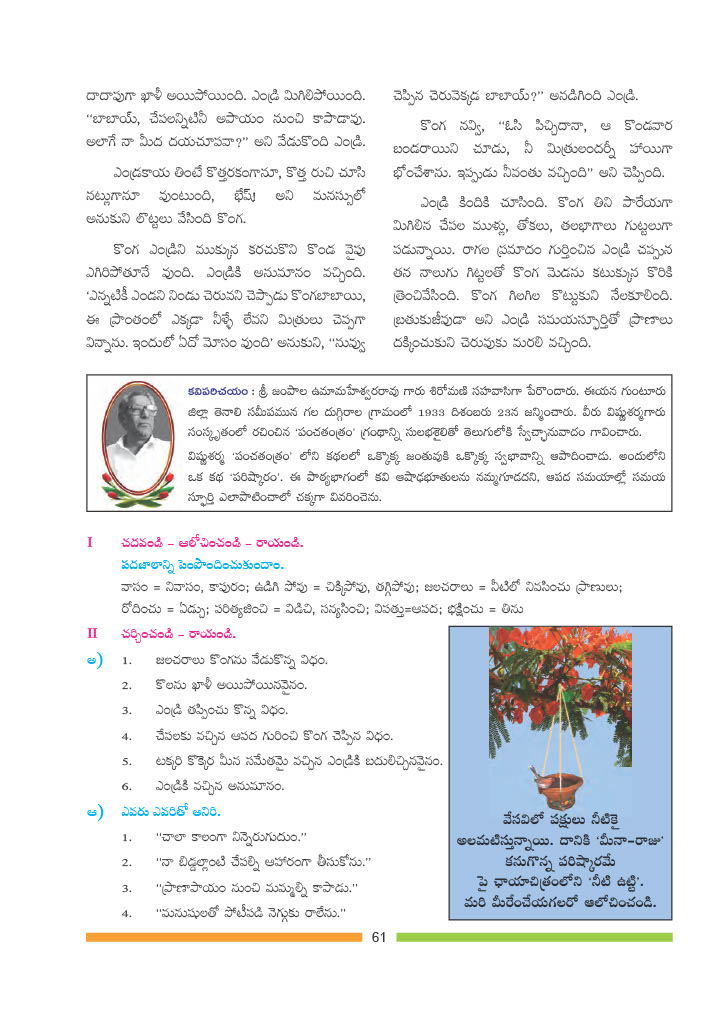 దాదాపుగా ఖాళీ అయిపోయింది. ఎండ్రి మిగిలిపోయింది.
“బాబాయ్, చేపలన్నిటినీ అపాయం నుంచి కాపాడావు.
అలాగే నా మీద దయచూపవా?” అని వేడుకొంది ఎండ్రి.
ఎండ్రకాయ తింటే కొత్తరకంగానూ, కొత్త రుచి చూసి
నట్లుగానూ వుంటుంది, భేష్! అని మనస్సులో
అనుకుని లొట్టలు వేసింది కొంగ.
కొంగ ఎండ్రిని ముక్కున కరచుకొని కొండ వైపు
ఎగిరిపోతూనే వుంది. ఎండ్రికి అనుమానం వచ్చింది.
‘ఎన్నటికీ ఎండని నిండు చెరువని చెప్పాడు కొంగబాబాయి,
ఈ ప్రాంతంలో ఎక్కడా నీళ్ళే లేవని మిత్రులు చెప్పగా
విన్నాను. ఇందులో ఏదో మోసం వుంది’ అనుకుని, “నువ్వు
చెప్పిన చెరువెక్కడ బాబాయ్?” అనడిగింది ఎండ్రి.
కొంగ నవ్వి, “ఓసి పిచ్చిదానా, ఆ కొండవార
బండరాయిని చూడు, నీ మిత్రులందర్నీ హాయిగా
భోంచేశాను. ఇప్పుడు నీవంతు వచ్చింది” అని చెప్పింది.
ఎండ్రి కిందికి చూసింది. కొంగ తిని పారేయగా
మిగిలిన చేపల ముళ్లు, తోకలు, తలభాగాలు గుట్టలుగా
పడున్నాయి. రాగల ప్రమాదం గుర్తించిన ఎండ్రి చప్పున
తన నాలుగు గిట్టలతో కొంగ మెడను కటుక్కున కొరికి
త్రెంచివేసింది. కొంగ గిలగిల కొట్టుకుని నేలకూలింది.
బ్రతుకుజీవుడా అని ఎండ్రి సమయస్ఫూర్తితో ప్రాణాలు
దక్కించుకుని చెరువుకు మరలి వచ్చింది.
కవిపరిచయం : శ్రీ జంపాల ఉమామహేశ్వరరావు గారు శిరోమణి సహవాసిగా పేరొందారు. ఈయన గుంటూరు
జిల్లా తెనాలి సమీపమున గల దుగ్గిరాల గ్రామంలో 1933 దిశంబరు 23న జన్మించారు. వీరు విష్ణుశర్మగారు
సంస్కృతంలో రచించిన ‘పంచతంత్రం’ గ్రంథాన్ని సులభశైలితో తెలుగులోకి స్వేచ్ఛానువాదం గావించారు.
విష్ణుశర్మ ‘పంచతంత్రం’ లోని కథలలో ఒక్కొక్క జంతువుకి ఒక్కొక్క స్వభావాన్ని ఆపాదించాడు. అందులోని
ఒక కథ ‘పరిష్కారం’. ఈ పాఠ్యభాగంలో కవి ఆషాఢభూతులను నమ్మగూడదని, ఆపద సమయాల్లో సమయ
స్ఫూర్తి ఎలాపాటించాలో చక్కగా వివరించెను.
I చదవండి – ఆలోచించండి – రాయండి.
పదజాలాన్ని పెంపొందించుకుందాం.
వాసం = నివాసం, కాపురం; ఉడిగి పోవు = చిక్కిపోవు, తగ్గిపోవు; జలచరాలు = నీటిలో నివసించు ప్రాణులు;
రోదించు = ఏడ్చు; పరిత్యజించి = విడిచి, సన్యసించి; విపత్తు=ఆపద; భక్షించు = తిను
II చర్చించండి – రాయండి.
అ) 1. జలచరాలు కొంగను వేడుకొన్న విధం.
2. కొలను ఖాళీ అయిపోయినవైనం.
3. ఎండ్రి తప్పించు కొన్న విధం.
4. చేపలకు వచ్చిన ఆపద గురించి కొంగ చెప్పిన విధం.
5. టక్కరి కొక్కెర మీన సమేతమై వచ్చిన ఎండ్రికి బదులిచ్చినవైనం.
6. ఎండ్రికి వచ్చిన అనుమానం.
ఆ) ఎవరు ఎవరితో అనిరి.
1. “చాలా కాలంగా నిన్నెరుగుదుం.”
2. “నా బిడ్డల్లాంటి చేపల్ని ఆహారంగా తీసుకోను.”
3. “ప్రాణాపాయం నుంచి మమ్మల్ని కాపాడు.”
4. “మనుషులతో పోటీపడి నెగ్గుకు రాలేను.”
వేసవిలో పక్షులు నీటికై
అలమటిస్తున్నాయి. దానికి ‘మీనా–రాజు’
కనుగొన్న పరిష్కారమే
పై ఛాయాచిత్రంలోని ‘నీటి ఉట్టి’.
మరి మీరేంచేయగలరో ఆలోచించండి.
61